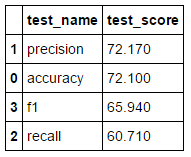 test_name test_score
1 precision 72.170
0 accuracy 72.100
3 f1 65.940
2 recall 60.710